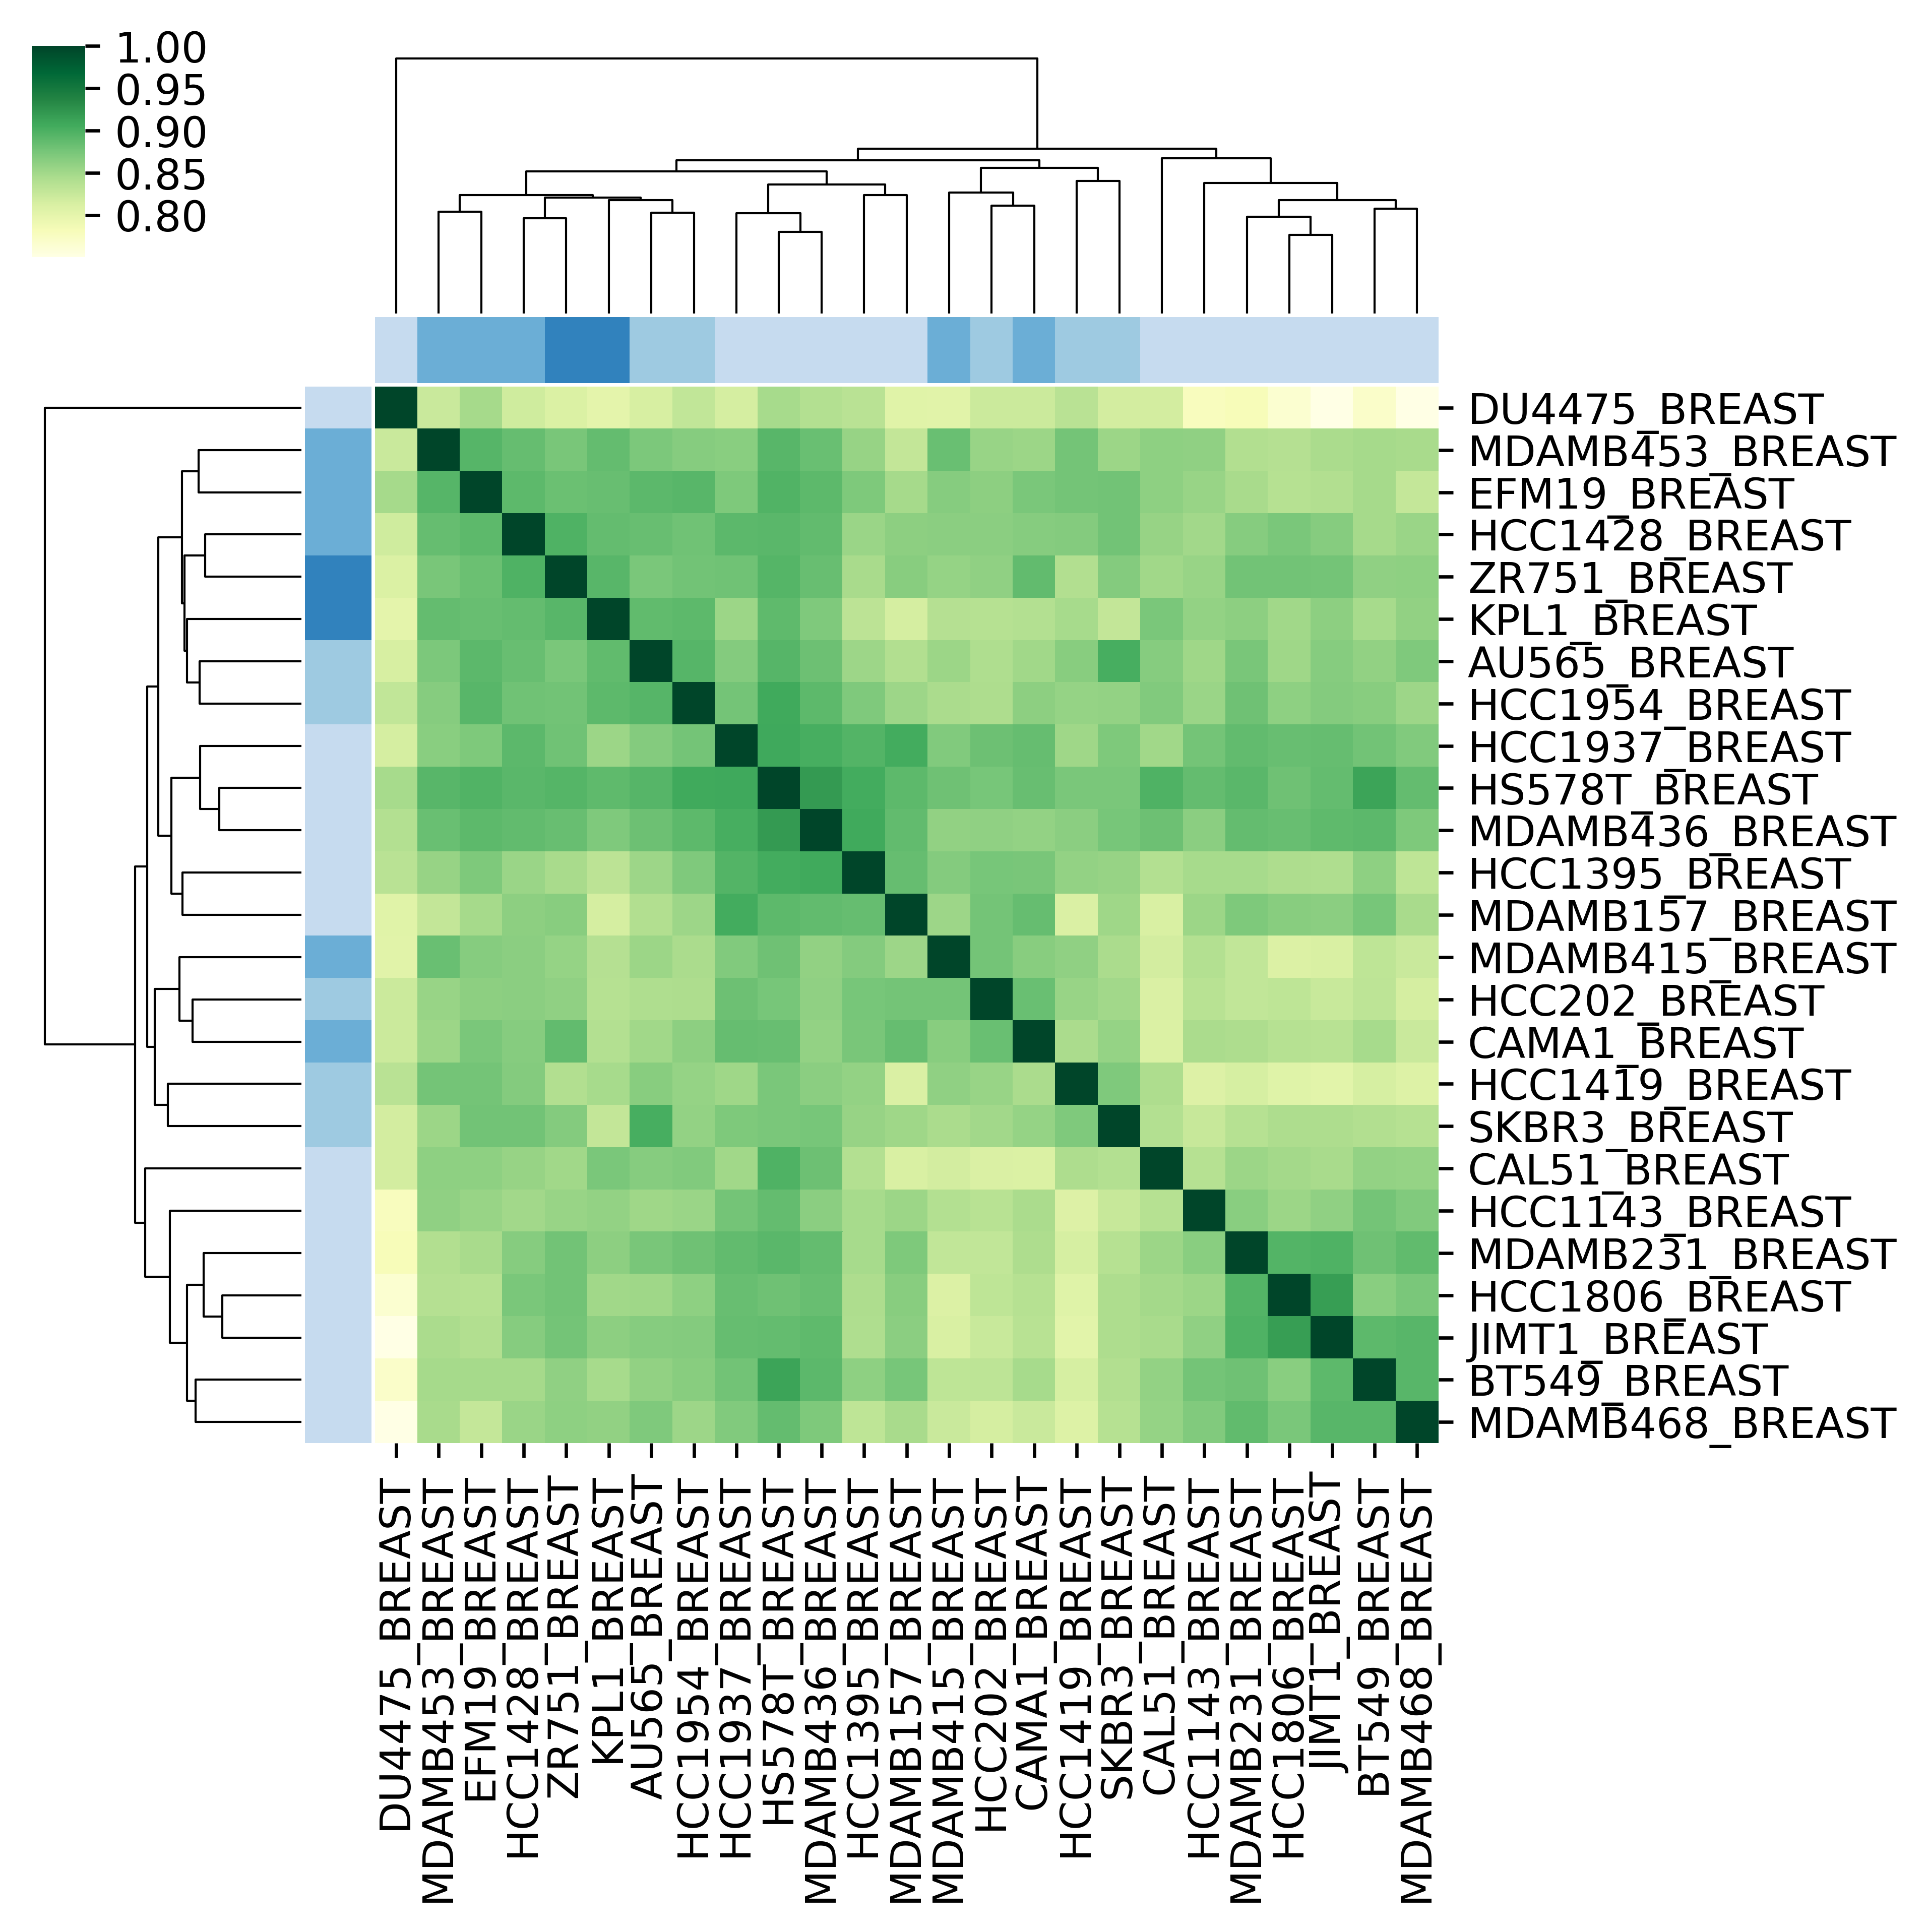 1.00
0.95
0.90
0.85
0.80
DU4475_BREAST
MDAMB453_BREAST
EFM19_BREAST
HCC1428_BREAST
ZR751_BREAST
KPL1_BREAST
AU565_BREAST
HCC1954_BREAST
HCC1937_BREAST
HS578T_BREAST
MDAMB436_BREAST
HCC1395_BREAST
MDAMB157_BREAST
MDAMB415_BREAST
HCC202_BREAST
CAMA1_BREAST
HCC1419_BREAST
SKBR3_BREAST
CAL51_BREAST
HCC1143_BREAST
MDAMB231_BREAST
HCC1806_BREAST
JIMT1_BREAST
BT549_BREAST
MDAMB468_BREAST
DU4475_BREAST
MDAMB453_BREAST
EFM19_BREAST
HCC1428_BREAST
ZR751_BREAST
KPL1_BREAST
AU565_BREAST
HCC1954_BREAST
HCC1937_BREAST
HS578T_BREAST
MDAMB436_BREAST
HCC1395_BREAST
MDAMB157_BREAST
MDAMB415_BREAST
HCC202_BREAST
CAMA1_BREAST
HCC1419_BREAST
SKBR3_BREAST
CAL51_BREAST
HCC1143_BREAST
MDAMB231_BREAST
HCC1806_BREAST
JIMT1_BREAST
BT549_BREAST
MDAMB468_BREAST